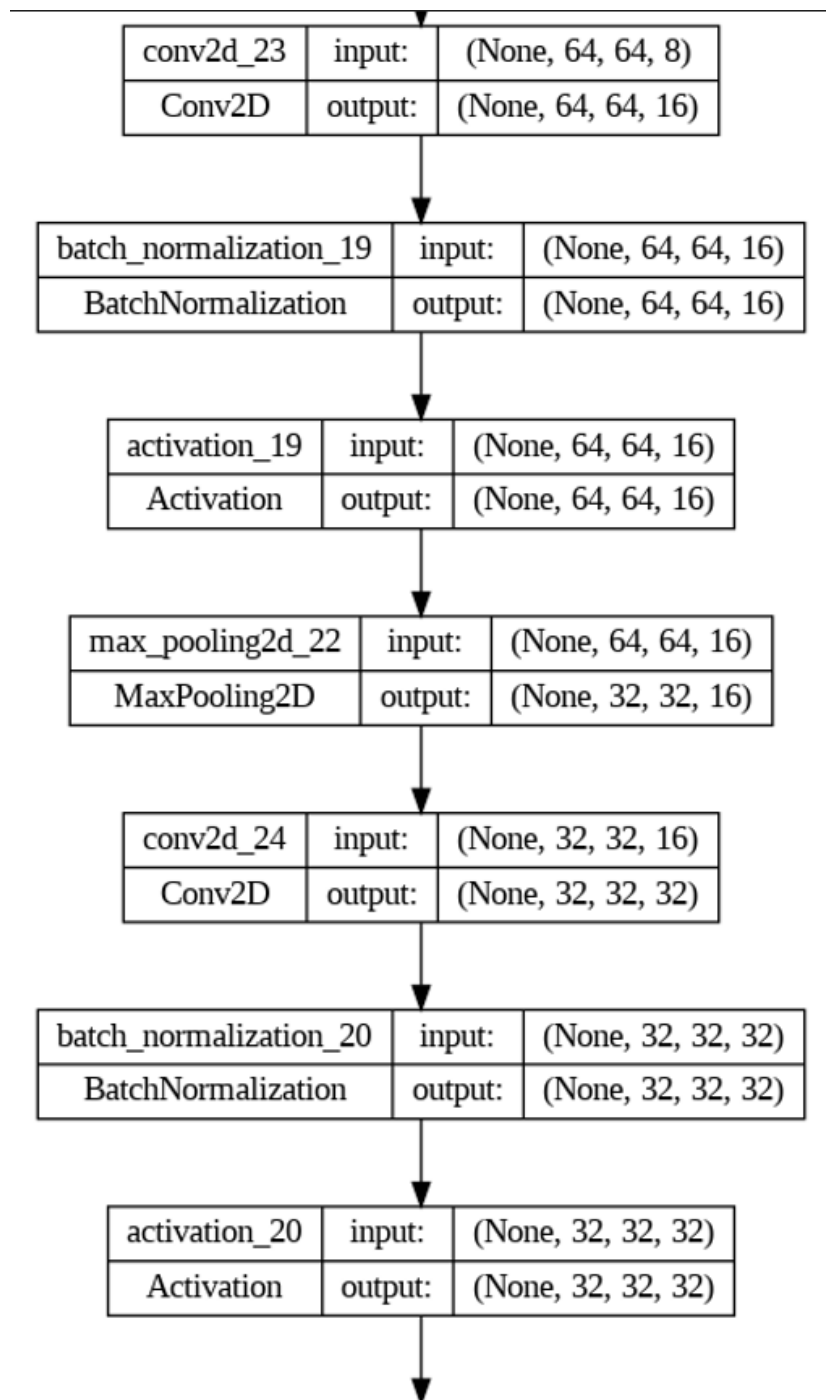 conv2d_23 input: (None, 64, 64, 8)
Conv2D output: (None, 64, 64, 16)
batch_normalization_19 input: (None, 64, 64, 16)
BatchNormalization output: (None, 64, 64, 16)
activation_19 input: (None, 64, 64, 16)
Activation output: (None, 64, 64, 16)
max_pooling2d_22 input: (None, 64, 64, 16)
MaxPooling2D output: (None, 32, 32, 16)
conv2d_24 input: (None, 32, 32, 16)
Conv2D output: (None, 32, 32, 32)
batch_normalization_20 input: (None, 32, 32, 32)
BatchNormalization output: (None, 32, 32, 32)
activation_20 input: (None, 32, 32, 32)
Activation output: (None, 32, 32, 32)